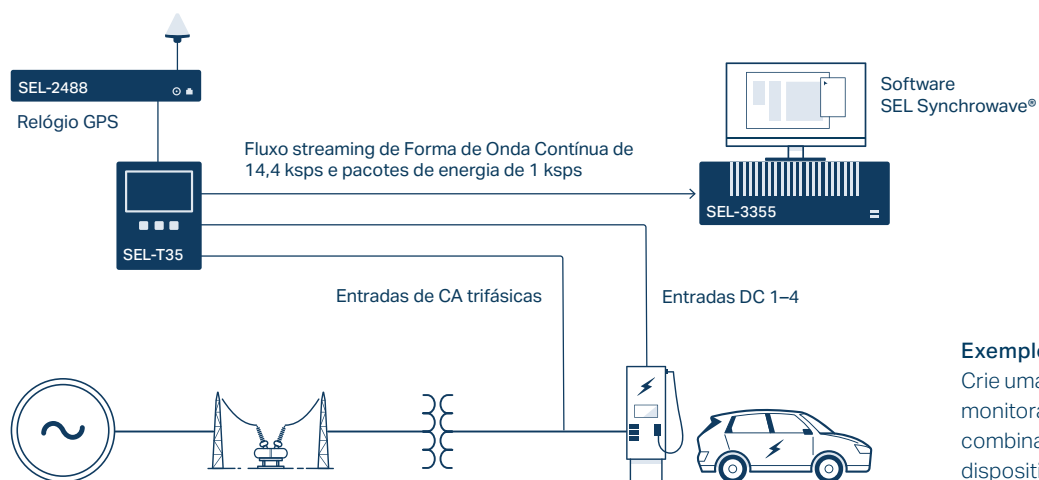 SEL-2488
Relógio GPS
Fluxo streaming de Forma de Onda Contínua de
14,4 ksps e pacotes de energia de 1 ksps
Software
SEL Synchrowave®
SEL-3355
SEL-T35
Entradas de CA trifásicas
Entradas DC 1–4
Crie uma